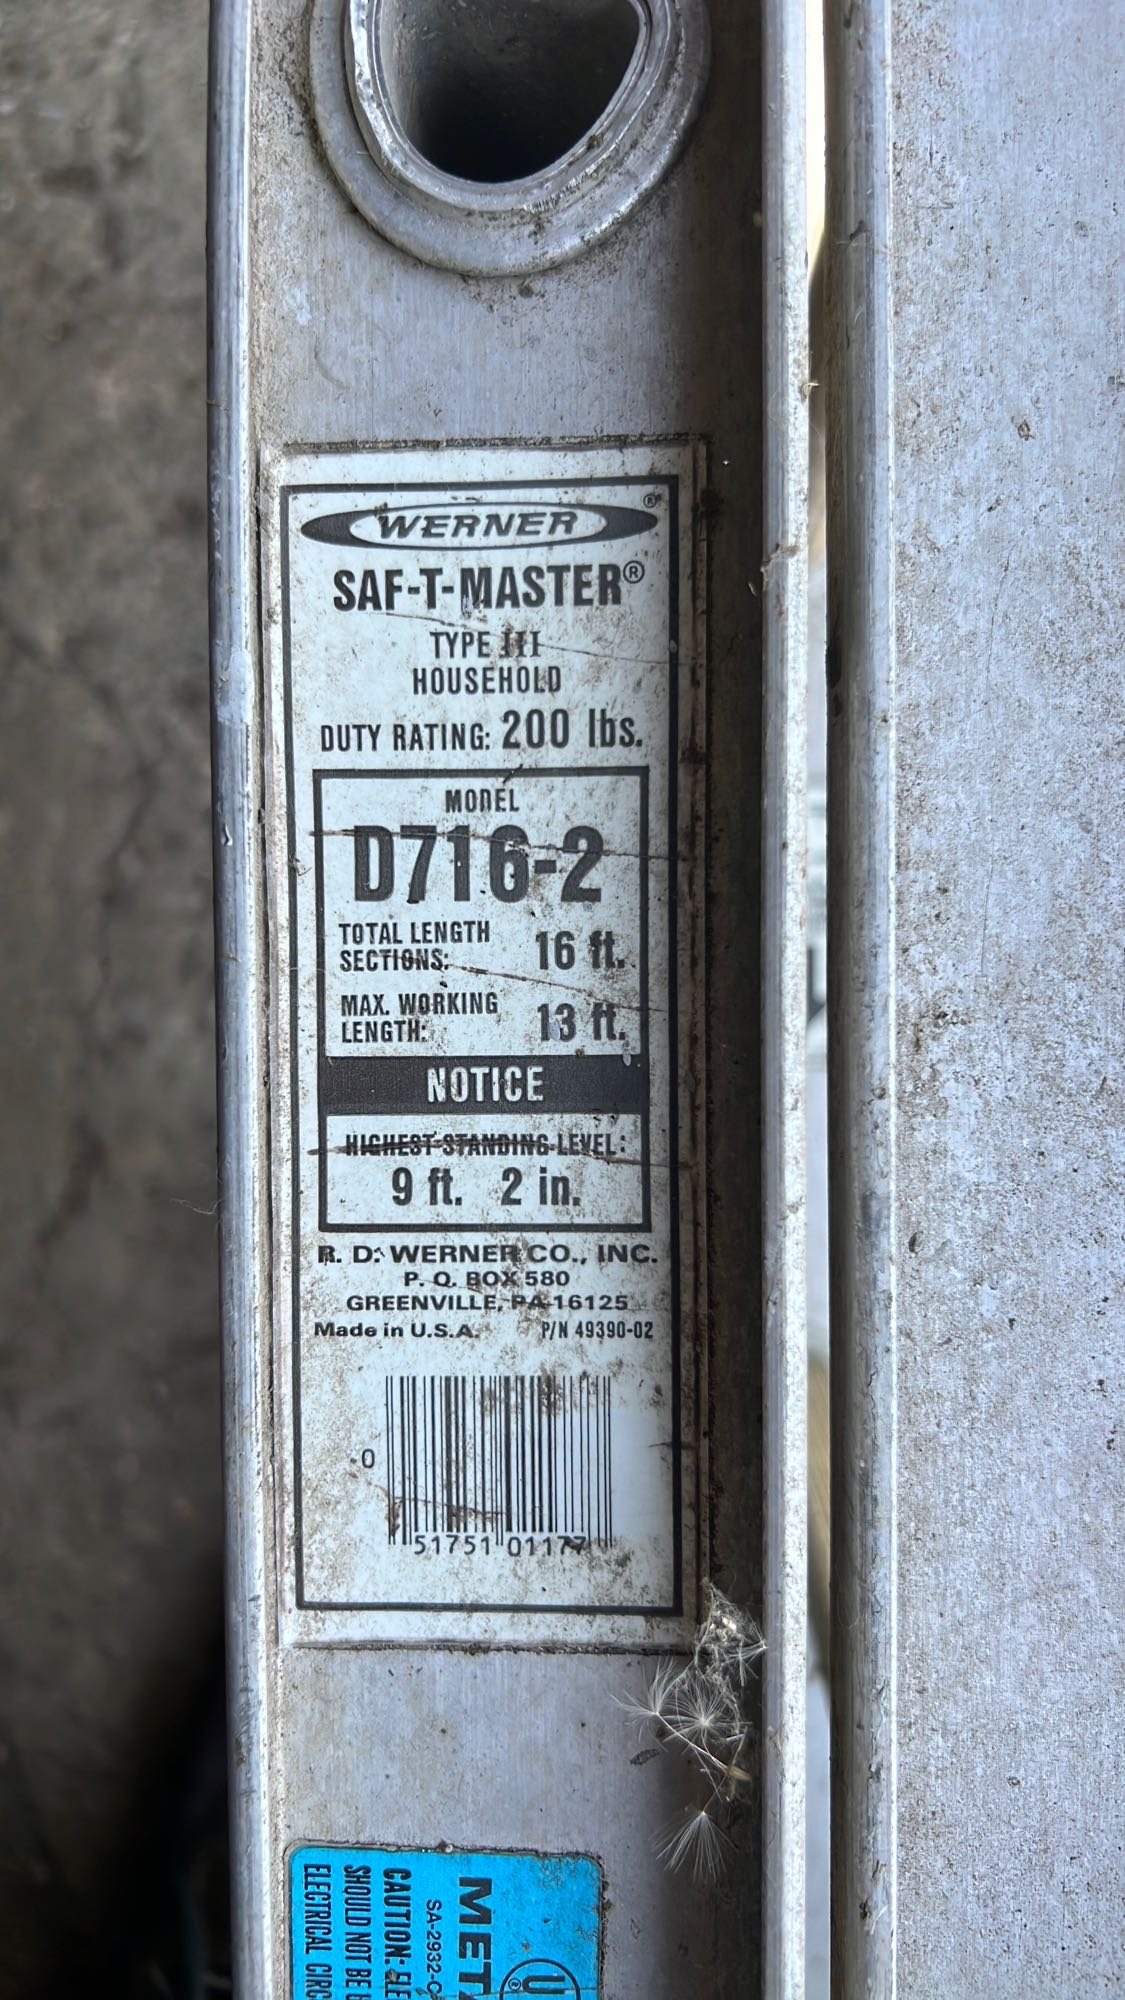 WERNER®
SAF-T-MASTER®
TYPE III
HOUSEHOLD
DUTY RATING: 200 lbs.
MODEL
D716-2
TOTAL LENGTH SECTIONS: 16 ft.
MAX. WORKING LENGTH: 13 ft.
NOTICE
HIGHEST STANDING LEVEL:
9 ft. 2 in.
R. D. WERNER CO., INC.
P. O. BOX 580
GREENVILLE, PA 16125
Made in U.S.A. P/N 49390-02
0 51751 01177
SA-2932-
CAUTION:
SHOULD NOT BE
ELECTRICAL